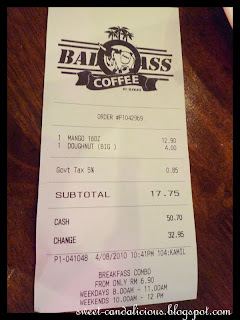 BAD ASS
COFFEE
ORDER #F1042969
1 MANGO 16OZ 12.90
1 DOUGHNUT (BIG ) 4.00
Govt Tax 5% 0.85
SUBTOTAL 17.75
CASH 50.70
CHANGE 32.95
P1-041048 4/08/2010 10:41PM 104:KAMIL
BREAKFASS COMBO
FROM ONLY RM 6.90
WEEKDAYS 8.00AM - 11.00AM
WEEKENDS 10.00AM - 12 PM
sweet-candalicious.blogspot.com